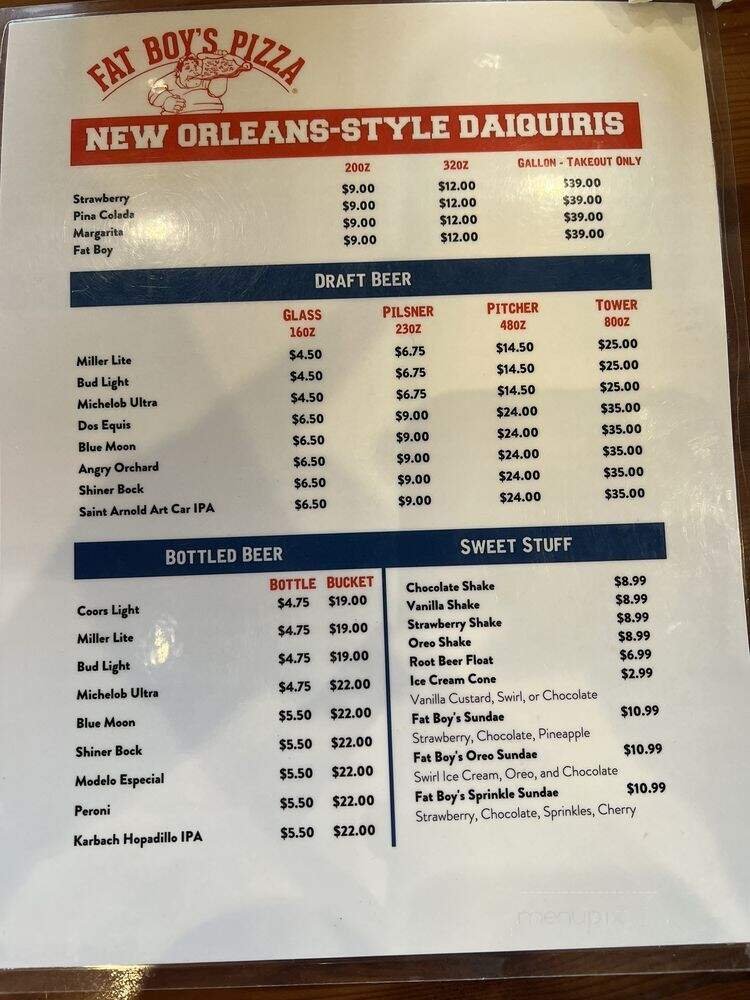 FAT BOY'S PIZZA
NEW ORLEANS-STYLE DAIQUIRIS
20OZ 32OZ GALLON - TAKEOUT ONLY
Strawberry $9.00 $12.00 $39.00
Pina Colada $9.00 $12.00 $39.00
Margarita $9.00 $12.00 $39.00
Fat Boy $9.00 $12.00 $39.00
DRAFT BEER
GLASS PILSNER PITCHER TOWER
16OZ 23OZ 48OZ 80OZ
Miller Lite $4.50 $6.75 $14.50 $25.00
Bud Light $4.50 $6.75 $14.50 $25.00
Michelob Ultra $4.50 $6.75 $14.50 $25.00
Dos Equis $6.50 $9.00 $24.00 $35.00
Blue Moon $6.50 $9.00 $24.00 $35.00
Angry Orchard $6.50 $9.00 $24.00 $35.00
Shiner Bock $6.50 $9.00 $24.00 $35.00
Saint Arnold Art Car IPA $6.50 $9.00 $24.00 $35.00
BOTTLED BEER
BOTTLE BUCKET
Coors Light $4.75 $19.00
Miller Lite $4.75 $19.00
Bud Light $4.75 $19.00
Michelob Ultra $4.75 $22.00
Blue Moon $5.50 $22.00
Shiner Bock $5.50 $22.00
Modelo Especial $5.50 $22.00
Peroni $5.50 $22.00
Karbach Hopadillo IPA $5.50 $22.00
SWEET STUFF
Chocolate Shake $8.99
Vanilla Shake $8.99
Strawberry Shake $8.99
Oreo Shake $8.99
Root Beer Float $6.99
Ice Cream Cone $2.99
Vanilla Custard, Swirl, or Chocolate
Fat Boy's Sundae $10.99
Strawberry, Chocolate, Pineapple
Fat Boy's Oreo Sundae $10.99
Swirl Ice Cream, Oreo, and Chocolate
Fat Boy's Sprinkle Sundae $10.99
Strawberry, Chocolate, Sprinkles, Cherry